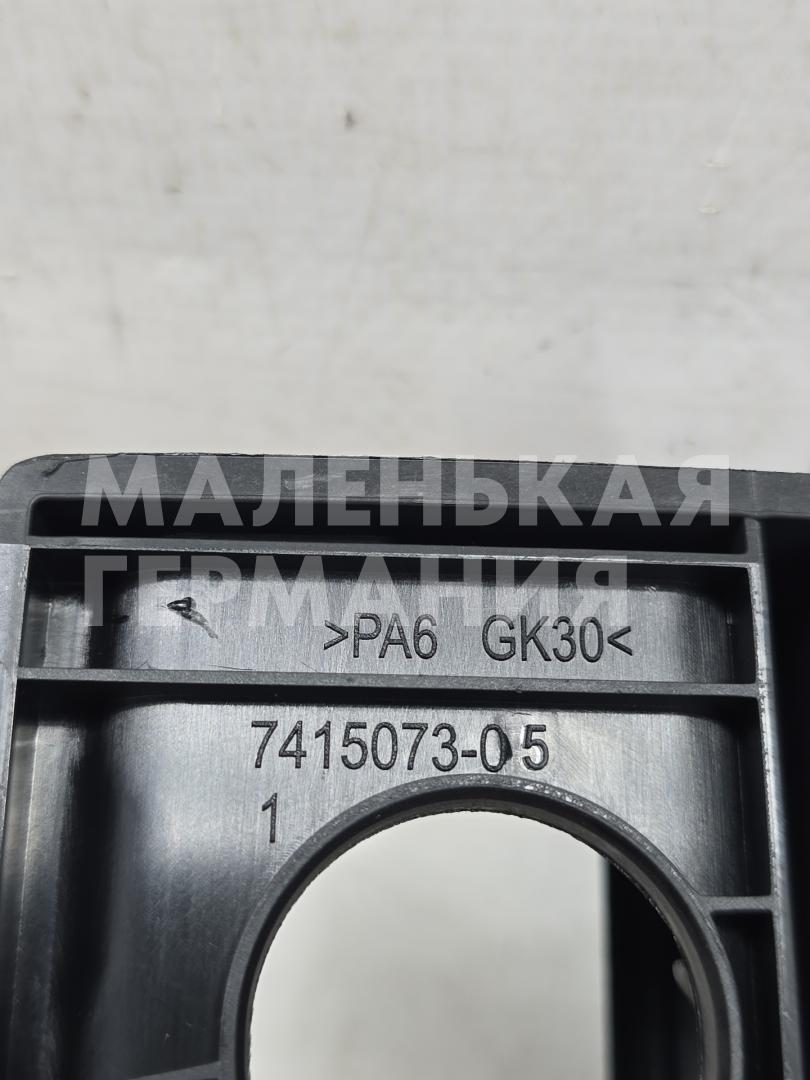 МАЛЕНЬКАЯ
ГЕРМАНИЯ
>PA6 GK30<
7415073-05
1